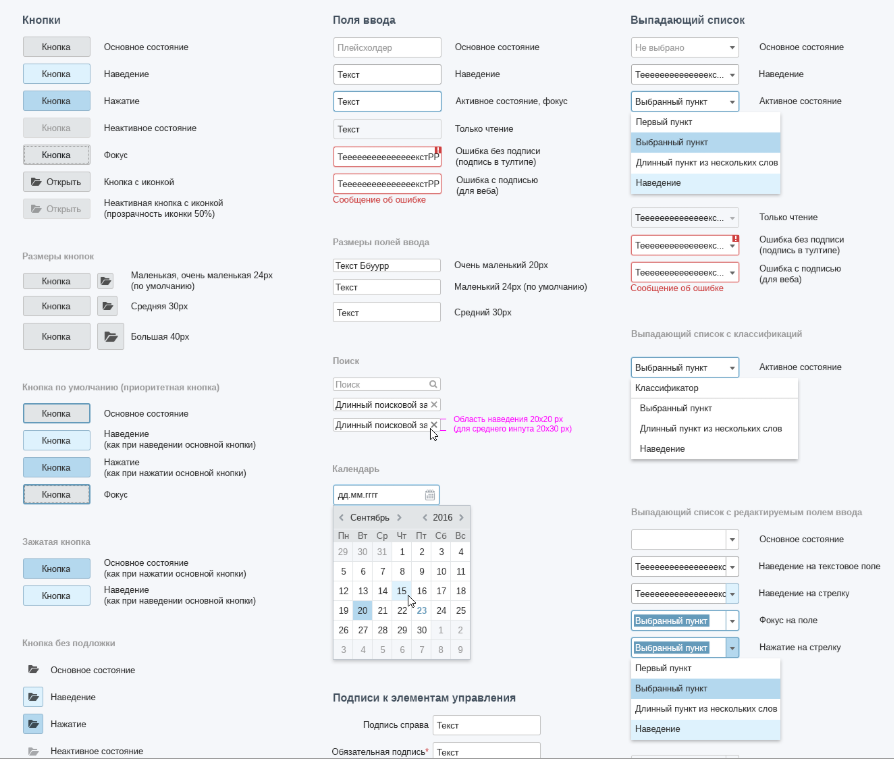 Кнопки
Кнопка
Основное состояние
Кнопка
Наведение
Кнопка
Нажатие
Кнопка
Неактивное состояние
Кнопка
Фокус
Открыть
Кнопка с иконкой
Открыть
Неактивная кнопка с иконкой
(прозрачность иконки 50%)
Размеры кнопок
Кнопка
Маленькая, очень маленькая 24px
(по умолчанию)
Кнопка
Средняя 30px
Кнопка
Большая 40px
Кнопка по умолчанию (приоритетная кнопка)
Кнопка
Основное состояние
Кнопка
Наведение
(как при наведении основной кнопки)
Кнопка
Нажатие
(как при нажатии основной кнопки)
Кнопка
Фокус
Зажатая кнопка
Кнопка
Основное состояние
(как при нажатии основной кнопки)
Кнопка
Наведение
(как при наведении основной кнопки)
Кнопка без подложки
Основное состояние
Наведение
Нажатие
Неактивное состояние
Поля ввода
Плейсхолдер
Основное состояние
Текст
Наведение
Текст
Активное состояние, фокус
Текст
Только чтение
ТеееееееееееееекстРР
Ошибка без подписи
(подпись в тултипе)
ТеееееееееееееекстРР
Ошибка с подписью
(для веба)
Сообщение об ошибке
Размеры полей ввода
Текст Ббуурр
Очень маленький 20px
Текст
Маленький 24px (по умолчанию)
Текст
Средний 30px
Поиск
Поиск
Длинный поисковой за
Длинный поисковой за
Область наведения 20x20 px
(для среднего инпута 20x30 px)
Календарь
дд.мм.гггг
Сентябрь 2016
Пн Вт Ср Чт Пт Сб Вс
29 30 31 1 2 3 4
5 6 7 8 9 10 11
12 13 14 15 16 17 18
19 20 21 22 23 24 25
26 27 28 29 30 1 2
3 4 5 6 7 8 9
Подписи к элементам управления
Подпись справа
Текст
Обязательная подпись*
Текст
Выпадающий список
Не выбрано
Основное состояние
Теееееееееееееекс...
Наведение
Выбранный пункт
Активное состояние
Первый пункт
Выбранный пункт
Длинный пункт из нескольких слов
Наведение
Теееееееееееееекс...
Только чтение
Теееееееееееееекс...
Ошибка без подписи
(подпись в тултипе)
Теееееееееееееекс...
Ошибка с подписью
(для веба)
Сообщение об ошибке
Выпадающий список с классификаций
Выбранный пункт
Активное состояние
Классификатор
Выбранный пункт
Длинный пункт из нескольких слов
Наведение
Выпадающий список с редактируемым полем ввода
Основное состояние
Теееееееееееееекс
Наведение на текстовое поле
Теееееееееееееекс
Наведение на стрелку
Выбранный пункт
Фокус на поле
Выбранный пункт
Нажатие на стрелку
Первый пункт
Выбранный пункт
Длинный пункт из нескольких слов
Наведение